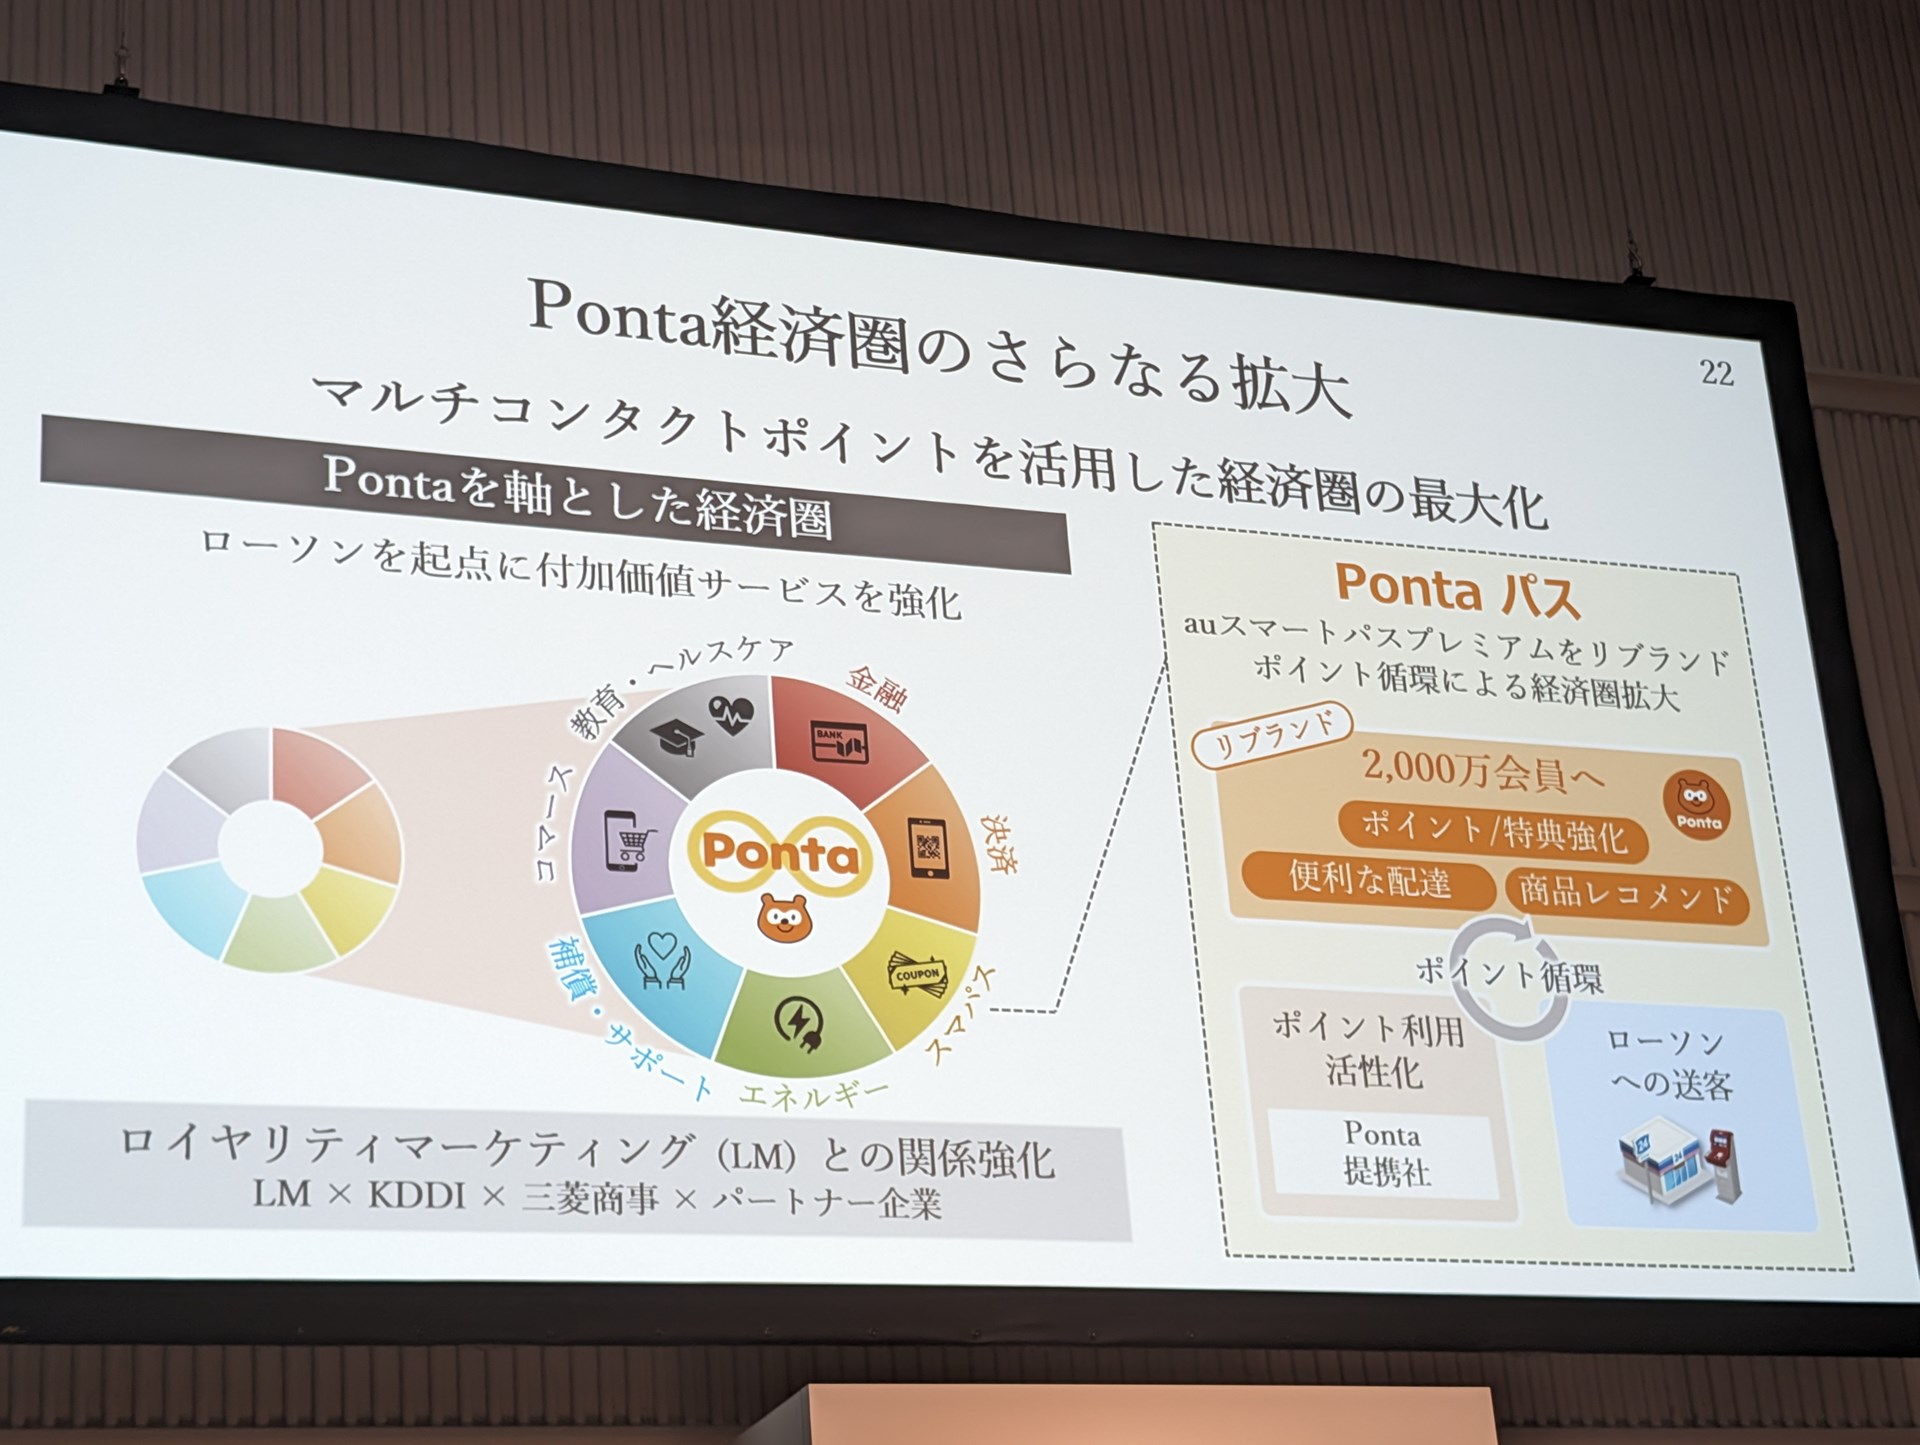 Ponta経済圏のさらなる拡大
22
マルチコンタクトポイントを活用した経済圏の最大化
Pontaを軸とした経済圏
ローソンを起点に付加価値サービスを強化
教育・ヘルスケア
金融
BANK
コマース
決済
Ponta
COUPON
補償・サポート
エネルギー
スマパス
ロイヤリティマーケティング（LM）との関係強化
LM × KDDI × 三菱商事 × パートナー企業
Ponta パス
auスマートパスプレミアムをリブランド
ポイント循環による経済圏拡大
リブランド
2,000万会員へ
Ponta
ポイント/特典強化
便利な配達
商品レコメンド
ポイント循環
ポイント利用
活性化
Ponta
提携社
ローソン
への送客
24
24